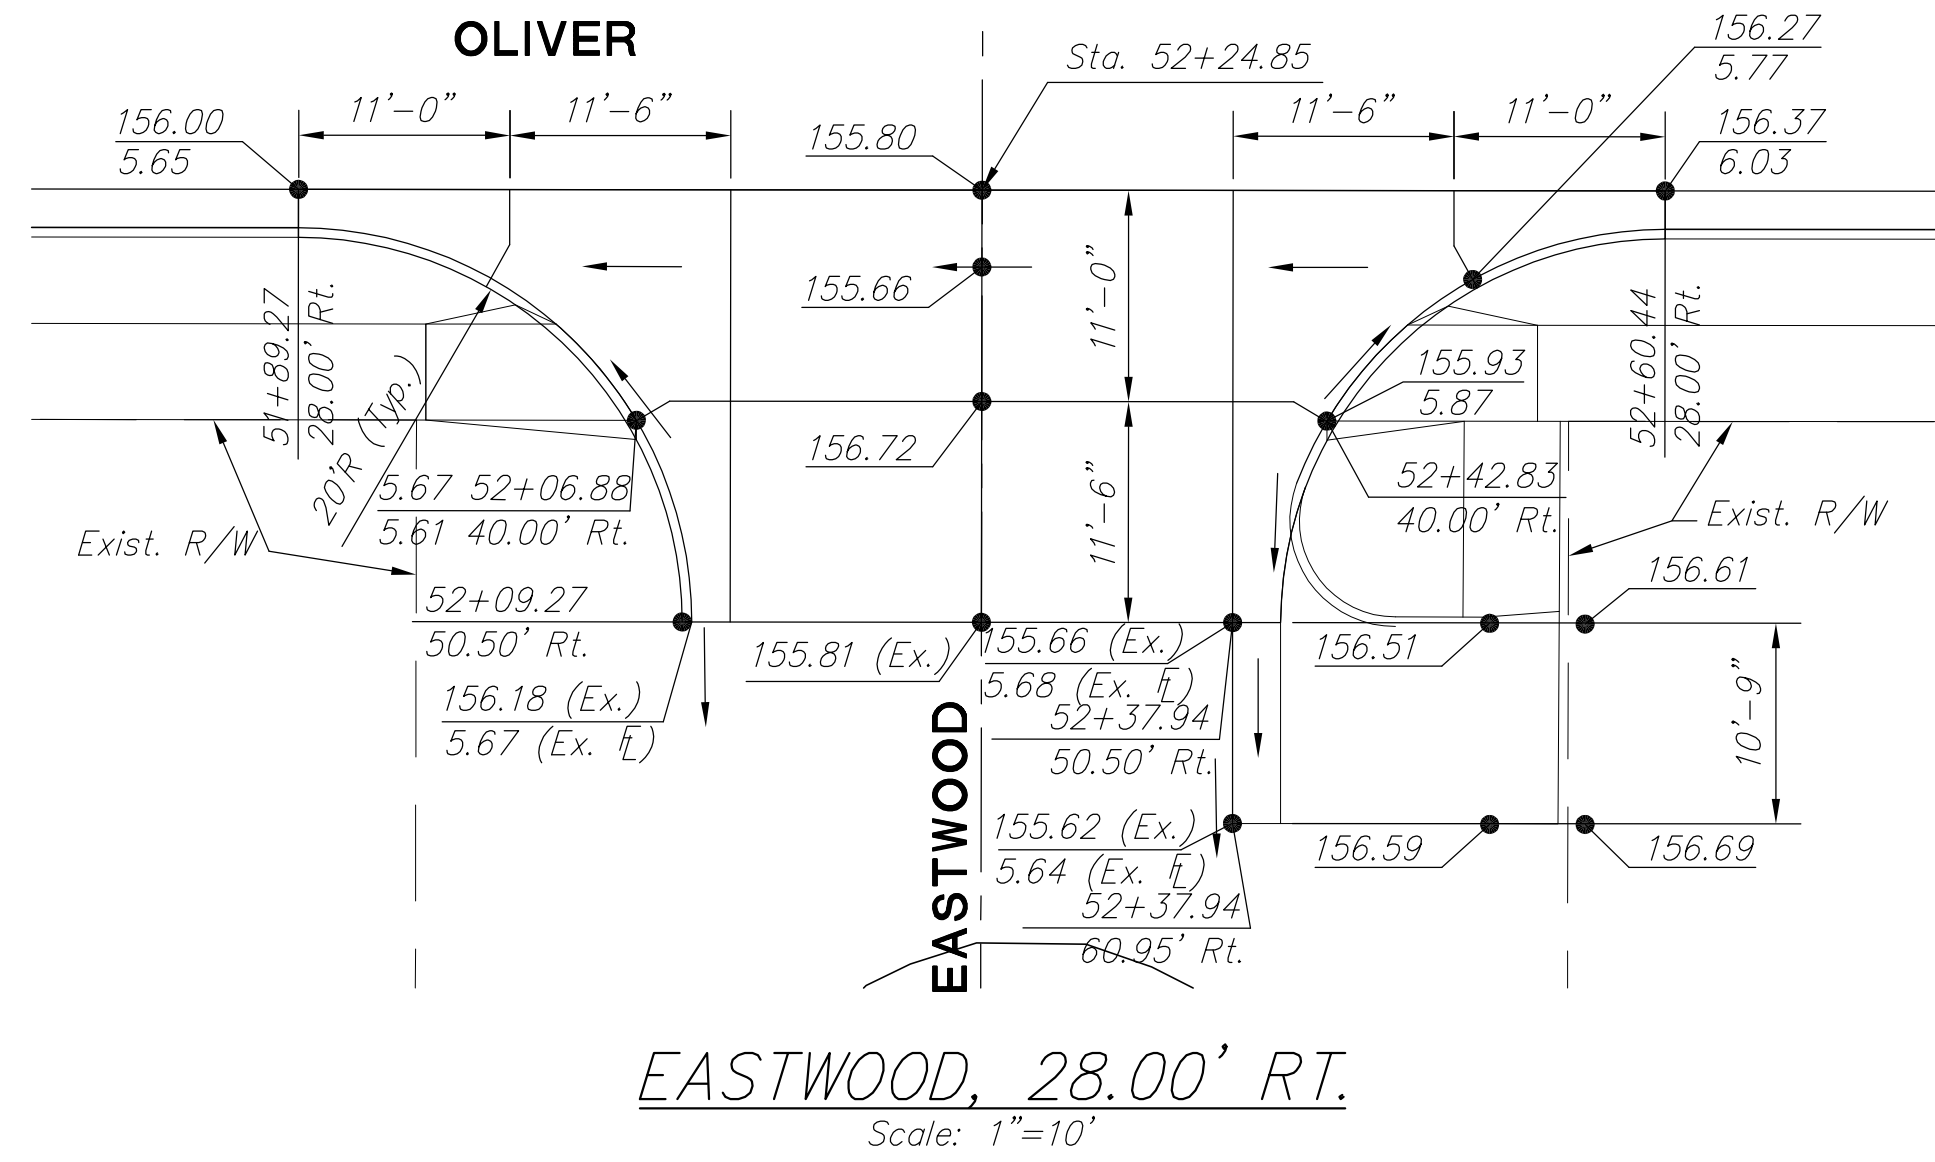 OLIVER
Sta. 52+24.85
156.27
5.77
156.00
5.65
11'-0"
11'-6"
155.80
11'-6"
11'-0"
156.37
6.03
155.66
11'-0"
51+89.27
28.00' Rt.
20'R (Typ.)
155.93
5.87
52+60.44
28.00' Rt.
156.72
11'-6"
5.67 52+06.88
5.61 40.00' Rt.
52+42.83
40.00' Rt.
Exist. R/W
Exist. R/W
52+09.27
50.50' Rt.
155.81 (Ex.)
155.66 (Ex.)
5.68 (Ex. FL)
156.51
156.61
156.18 (Ex.)
5.67 (Ex. FL)
52+37.94
50.50' Rt.
10'-9"
EASTWOOD
155.62 (Ex.)
5.64 (Ex. FL)
156.59
156.69
52+37.94
60.95' Rt.
EASTWOOD, 28.00' RT.
Scale: 1"=10'